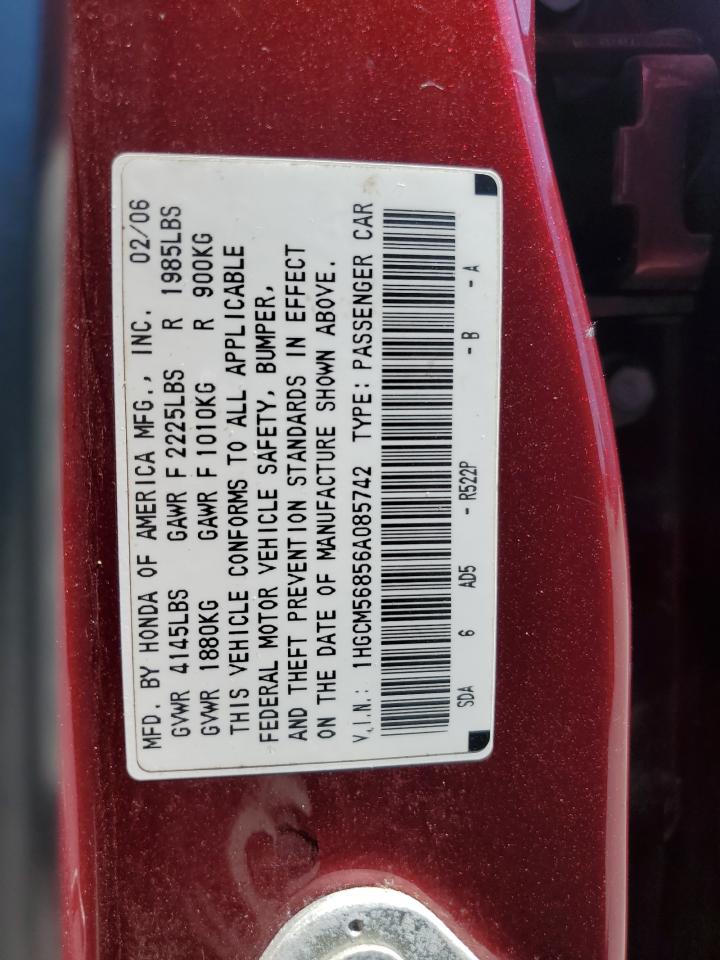 MFD. BY HONDA OF AMERICA MFG., INC. 02/06
GVWR 4145LBS GAWR F 2225LBS R 1985LBS
GVWR 1880KG GAWR F 1010KG R 900KG
THIS VEHICLE CONFORMS TO ALL APPLICABLE
FEDERAL MOTOR VEHICLE SAFETY, BUMPER,
AND THEFT PREVENTION STANDARDS IN EFFECT
ON THE DATE OF MANUFACTURE SHOWN ABOVE.
V.I.N.: 1HGCM56856A085742 TYPE: PASSENGER CAR
SDA 6 AD5 - R522P - B - A